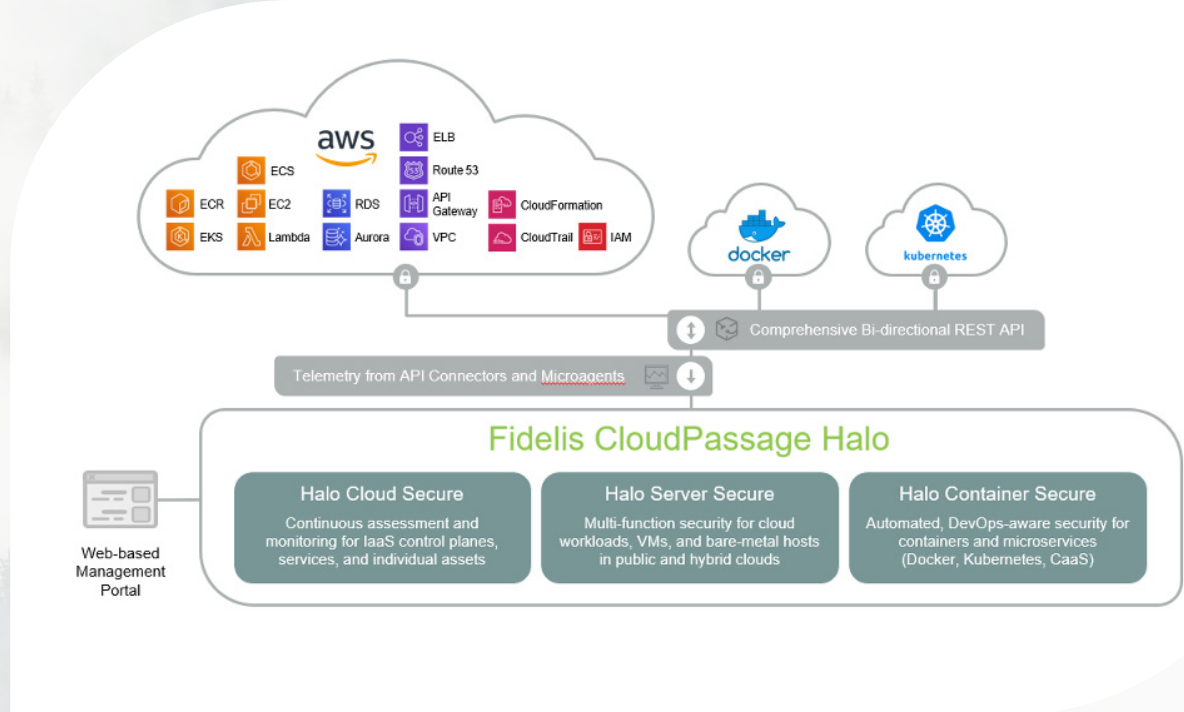 aws
ELB
ECS
Route 53
ECR
EC2
RDS
API
Gateway
CloudFormation
EKS
Lambda
Aurora
VPC
CloudTrail
IAM
docker
kubernetes
Comprehensive Bi-directional REST API
Telemetry from API Connectors and Microagents
Fidelis CloudPassage Halo
Halo Cloud Secure
Continuous assessment and
monitoring for IaaS control planes,
services, and individual assets
Halo Server Secure
Multi-function security for cloud
workloads, VMs, and bare-metal hosts
in public and hybrid clouds
Halo Container Secure
Automated, DevOps-aware security for
containers and microservices
(Docker, Kubernetes, CaaS)
Web-based
Management
Portal